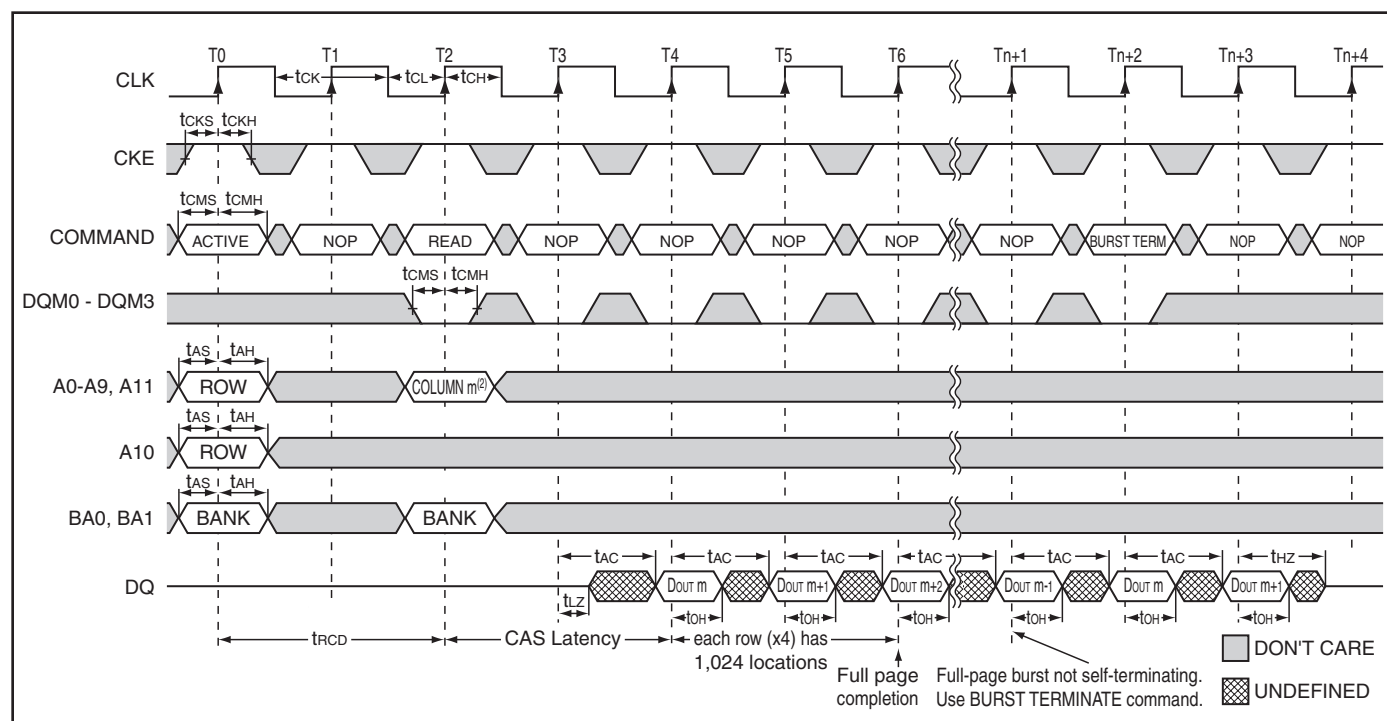 T0 T1 T2 T3 T4 T5 T6 Tn+1 Tn+2 Tn+3 Tn+4
CLK tCK tCL tCH
tCKS tCKH
CKE
tCMS tCMH
COMMAND ACTIVE NOP READ NOP NOP NOP NOP NOP BURST TERM NOP NOP
tCMS tCMH
DQM0 - DQM3
tAS tAH
A0-A9, A11 ROW COLUMN m(2)
tAS tAH
A10 ROW
tAS tAH
BA0, BA1 BANK BANK
tAC tAC tAC tAC tAC tAC tHZ
DQ DOUT m DOUT m+1 DOUT m+2 DOUT m-1 DOUT m DOUT m+1
tLZ tOH tOH tOH tOH tOH tOH
tRCD CAS Latency each row (x4) has
1,024 locations
Full page
completion
Full-page burst not self-terminating.
Use BURST TERMINATE command.
DON'T CARE
UNDEFINED